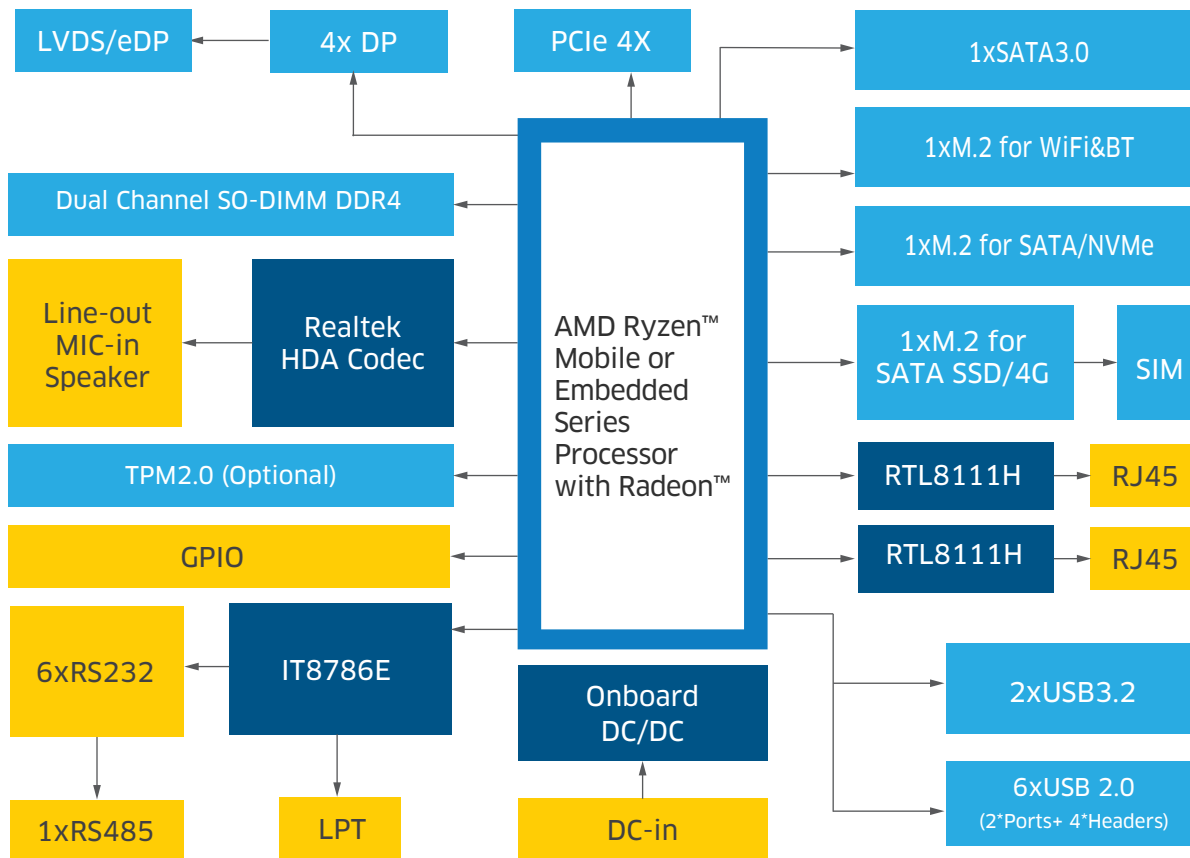 LVDS/eDP
4x DP
PCIe 4X
1xSATA3.0
1xM.2 for WiFi&BT
Dual Channel SO-DIMM DDR4
1xM.2 for SATA/NVMe
Line-out
MIC-in
Speaker
Realtek
HDA Codec
AMD Ryzen™
Mobile or
Embedded
Series
Processor
with Radeon™
1xM.2 for
SATA SSD/4G
SIM
TPM2.0 (Optional)
RTL8111H
RJ45
GPIO
RTL8111H
RJ45
6xRS232
IT8786E
Onboard
DC/DC
2xUSB3.2
1xRS485
LPT
DC-in
6xUSB 2.0
(2*Ports+ 4*Headers)